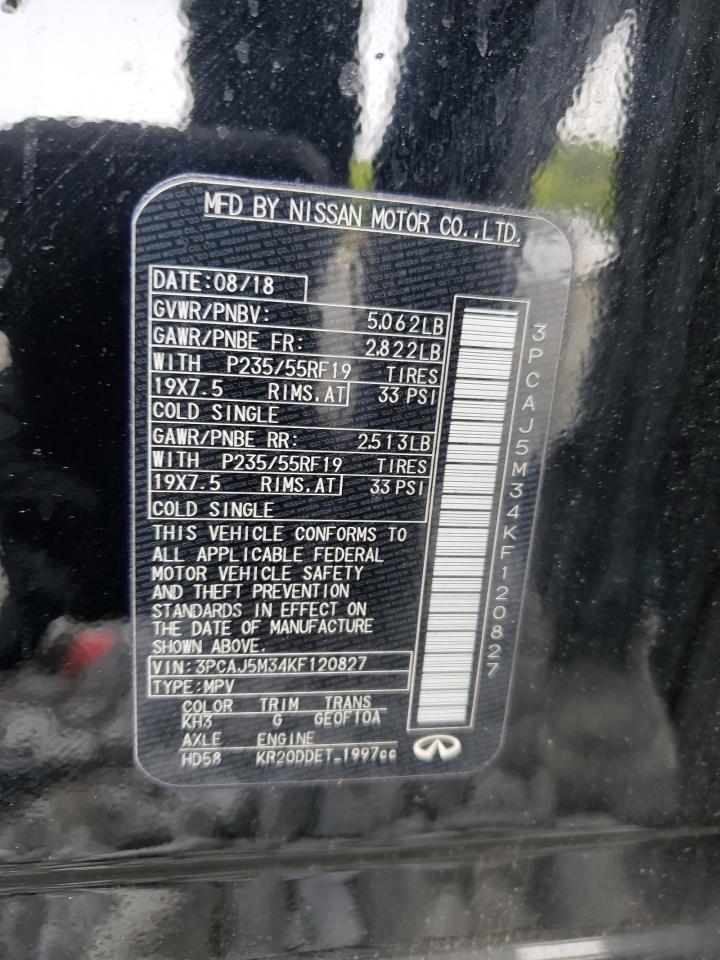 MFD BY NISSAN MOTOR CO.,LTD.
DATE:08/18
GVWR/PNBV: 5,062LB
GAWR/PNBE FR: 2,822LB
WITH P235/55RF19 TIRES
19X7.5 RIMS.AT 33 PSI
COLD SINGLE
GAWR/PNBE RR: 2,513LB
WITH P235/55RF19 TIRES
19X7.5 RIMS.AT 33 PSI
COLD SINGLE
THIS VEHICLE CONFORMS TO
ALL APPLICABLE FEDERAL
MOTOR VEHICLE SAFETY
AND THEFT PREVENTION
STANDARDS IN EFFECT ON
THE DATE OF MANUFACTURE
SHOWN ABOVE.
VIN:3PCAJ5M34KF120827
TYPE:MPV
COLOR TRIM TRANS
KH3 G GE0F10A
AXLE ENGINE
HD58 KR20DDET 1997cc
3PCAJ5M34KF120827